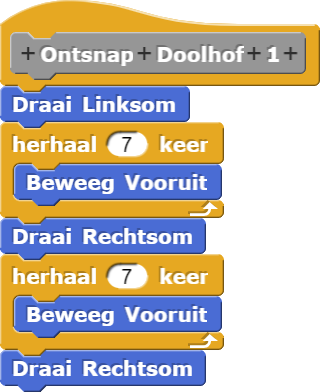 + Ontsnap + Doolhof + 1 +
Draai Linksom
herhaal 7 keer
Beweeg Vooruit
Draai Rechtsom
herhaal 7 keer
Beweeg Vooruit
Draai Rechtsom